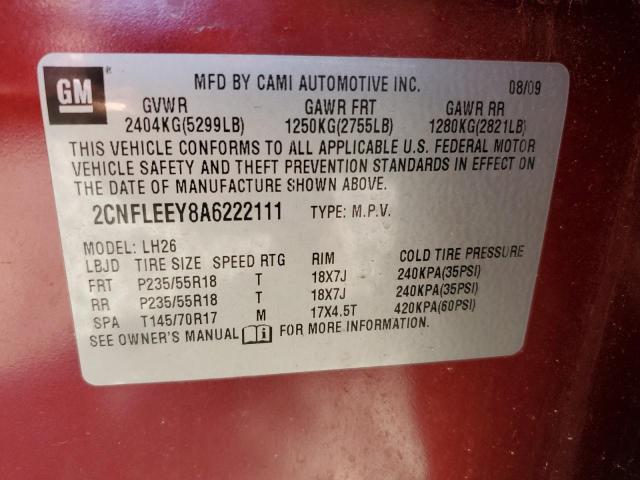 GM
MFD BY CAMI AUTOMOTIVE INC. 08/09
GVWR GAWR FRT GAWR RR
2404KG(5299LB) 1250KG(2755LB) 1280KG(2821LB)
THIS VEHICLE CONFORMS TO ALL APPLICABLE U.S. FEDERAL MOTOR
VEHICLE SAFETY AND THEFT PREVENTION STANDARDS IN EFFECT ON
THE DATE OF MANUFACTURE SHOWN ABOVE.
2CNFLEEY8A6222111 TYPE: M.P.V.
MODEL: LH26
LBJD TIRE SIZE SPEED RTG RIM COLD TIRE PRESSURE
FRT P235/55R18 T 18X7J 240KPA(35PSI)
RR P235/55R18 T 18X7J 240KPA(35PSI)
SPA T145/70R17 M 17X4.5T 420KPA(60PSI)
SEE OWNER'S MANUAL FOR MORE INFORMATION.